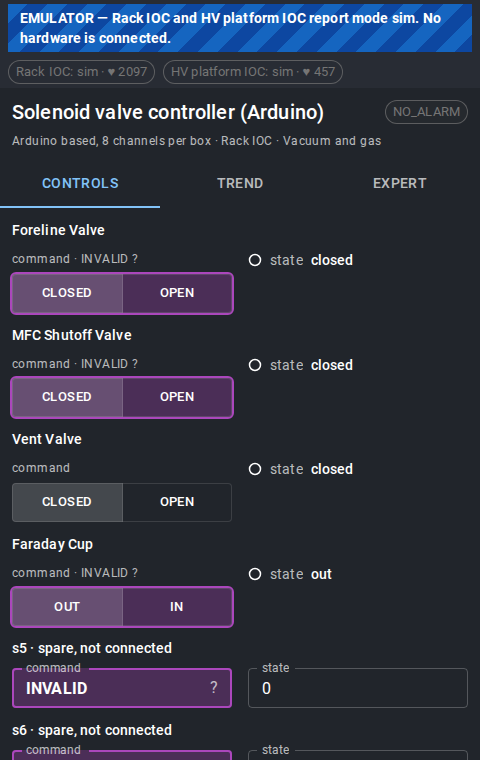 EMULATOR — Rack IOC and HV platform IOC report mode sim. No
hardware is connected.
Rack IOC: sim · ♥ 2097
HV platform IOC: sim · ♥ 457
Solenoid valve controller (Arduino)
NO_ALARM
Arduino based, 8 channels per box · Rack IOC · Vacuum and gas
CONTROLS
TREND
EXPERT
Foreline Valve
command · INVALID ?
state closed
CLOSED
OPEN
MFC Shutoff Valve
command · INVALID ?
state closed
CLOSED
OPEN
Vent Valve
command
state closed
CLOSED
OPEN
Faraday Cup
command · INVALID ?
state out
OUT
IN
s5 · spare, not connected
command
state
INVALID ?
0
s6 · spare, not connected
command
state